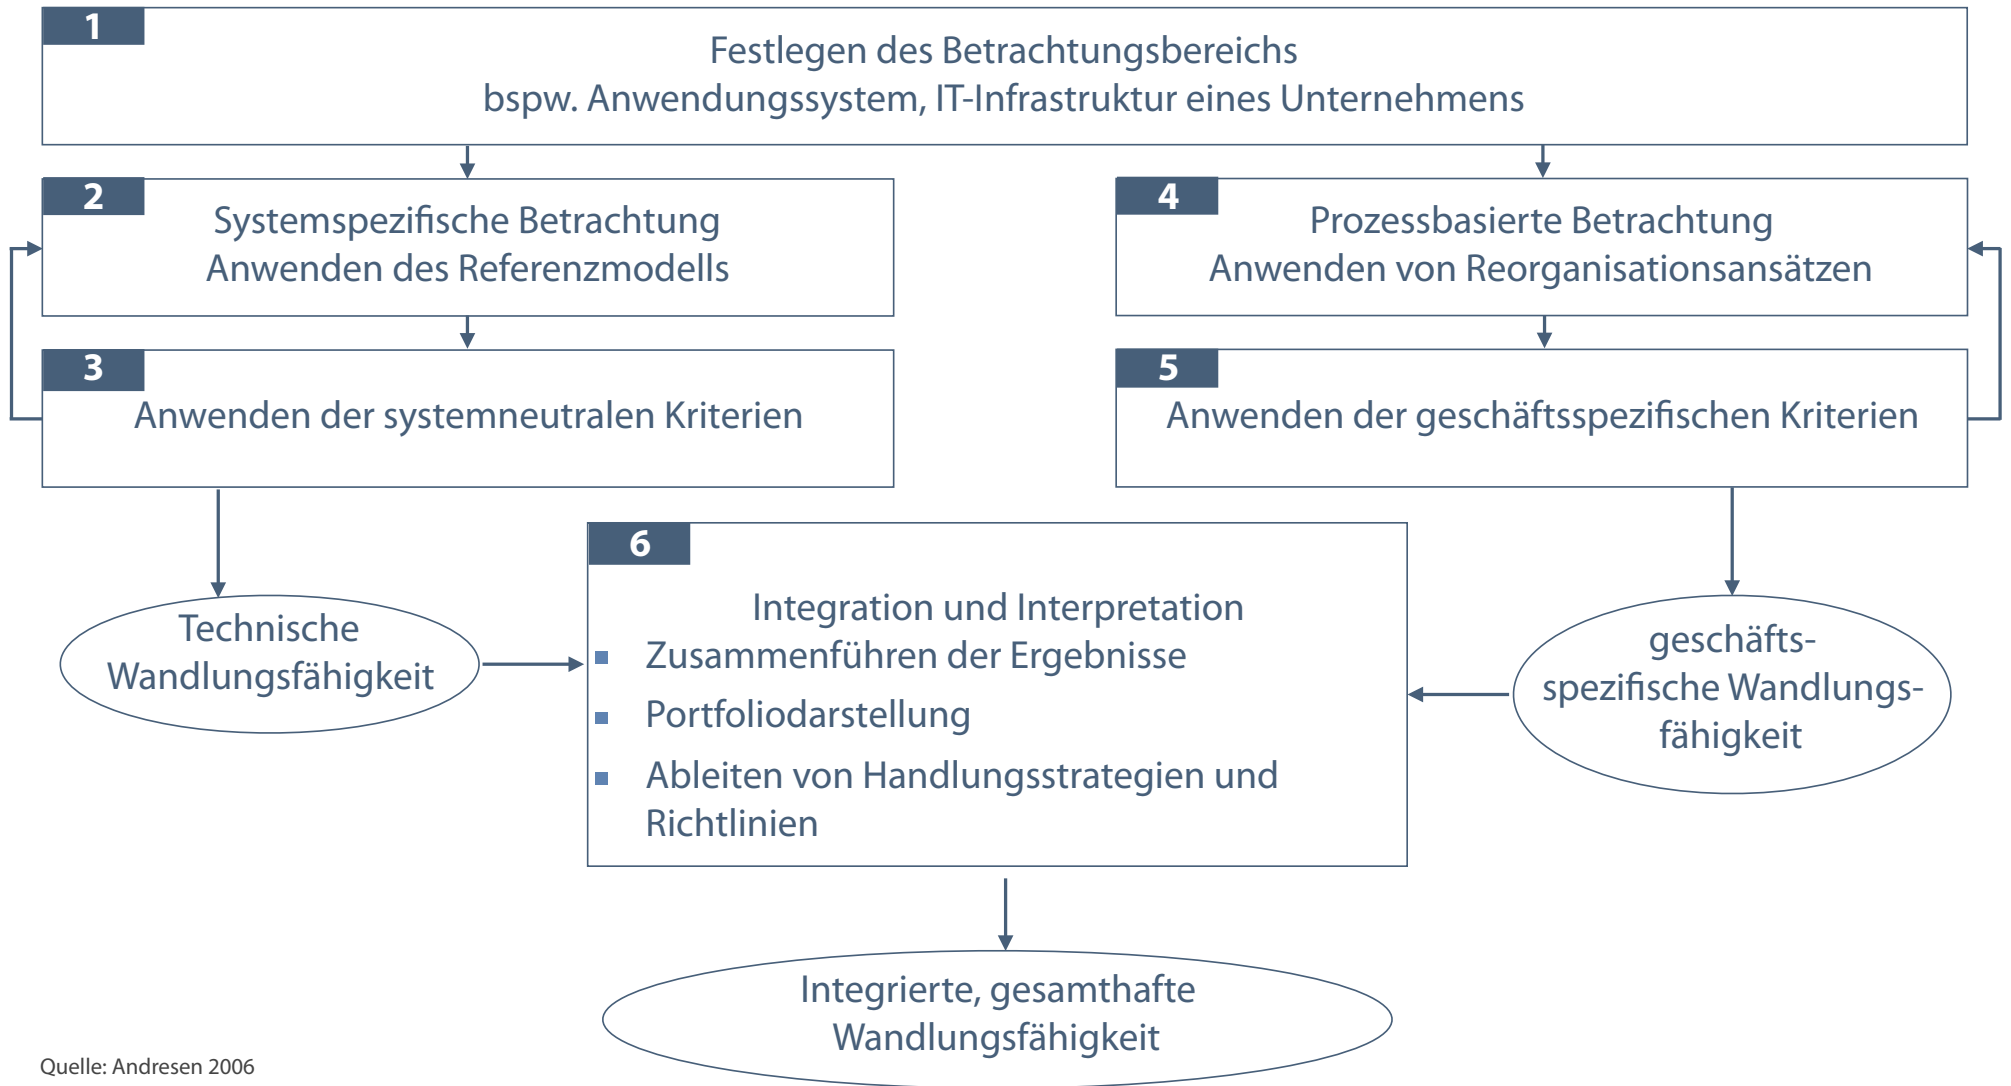 1
Festlegen des Betrachtungsbereichs
bspw. Anwendungssystem, IT-Infrastruktur eines Unternehmens
2
Systemspezifische Betrachtung
Anwenden des Referenzmodells
3
Anwenden der systemneutralen Kriterien
4
Prozessbasierte Betrachtung
Anwenden von Reorganisationsansätzen
5
Anwenden der geschäftsspezifischen Kriterien
Technische
Wandlungsfähigkeit
6
Integration und Interpretation
Zusammenführen der Ergebnisse
Portfoliodarstellung
Ableiten von Handlungsstrategien und
Richtlinien
geschäfts-
spezifische Wandlungs-
fähigkeit
Integrierte, gesamthafte
Wandlungsfähigkeit
Quelle: Andresen 2006